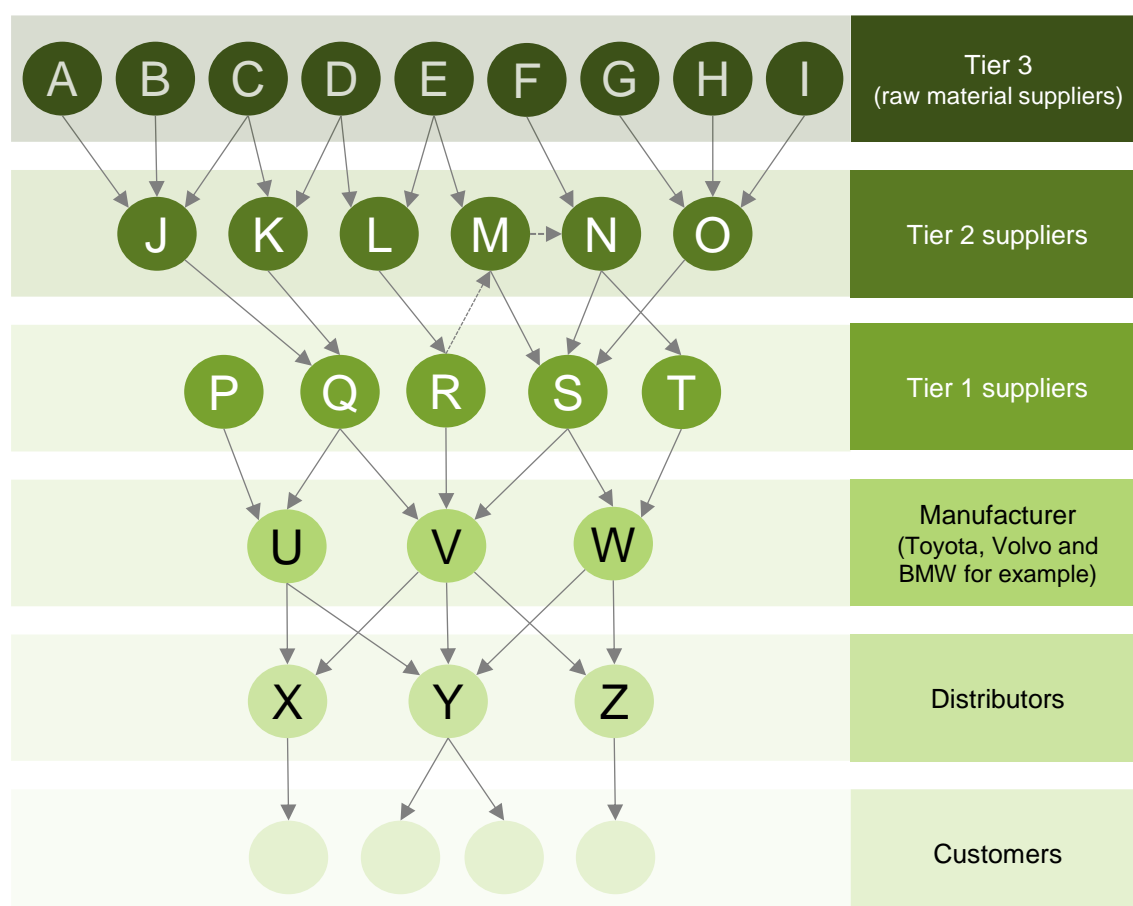 A B C D E F G H I
Tier 3
(raw material suppliers)
J K L M N O
Tier 2 suppliers
P Q R S T
Tier 1 suppliers
U V W
Manufacturer
(Toyota, Volvo and
BMW for example)
X Y Z
Distributors
Customers